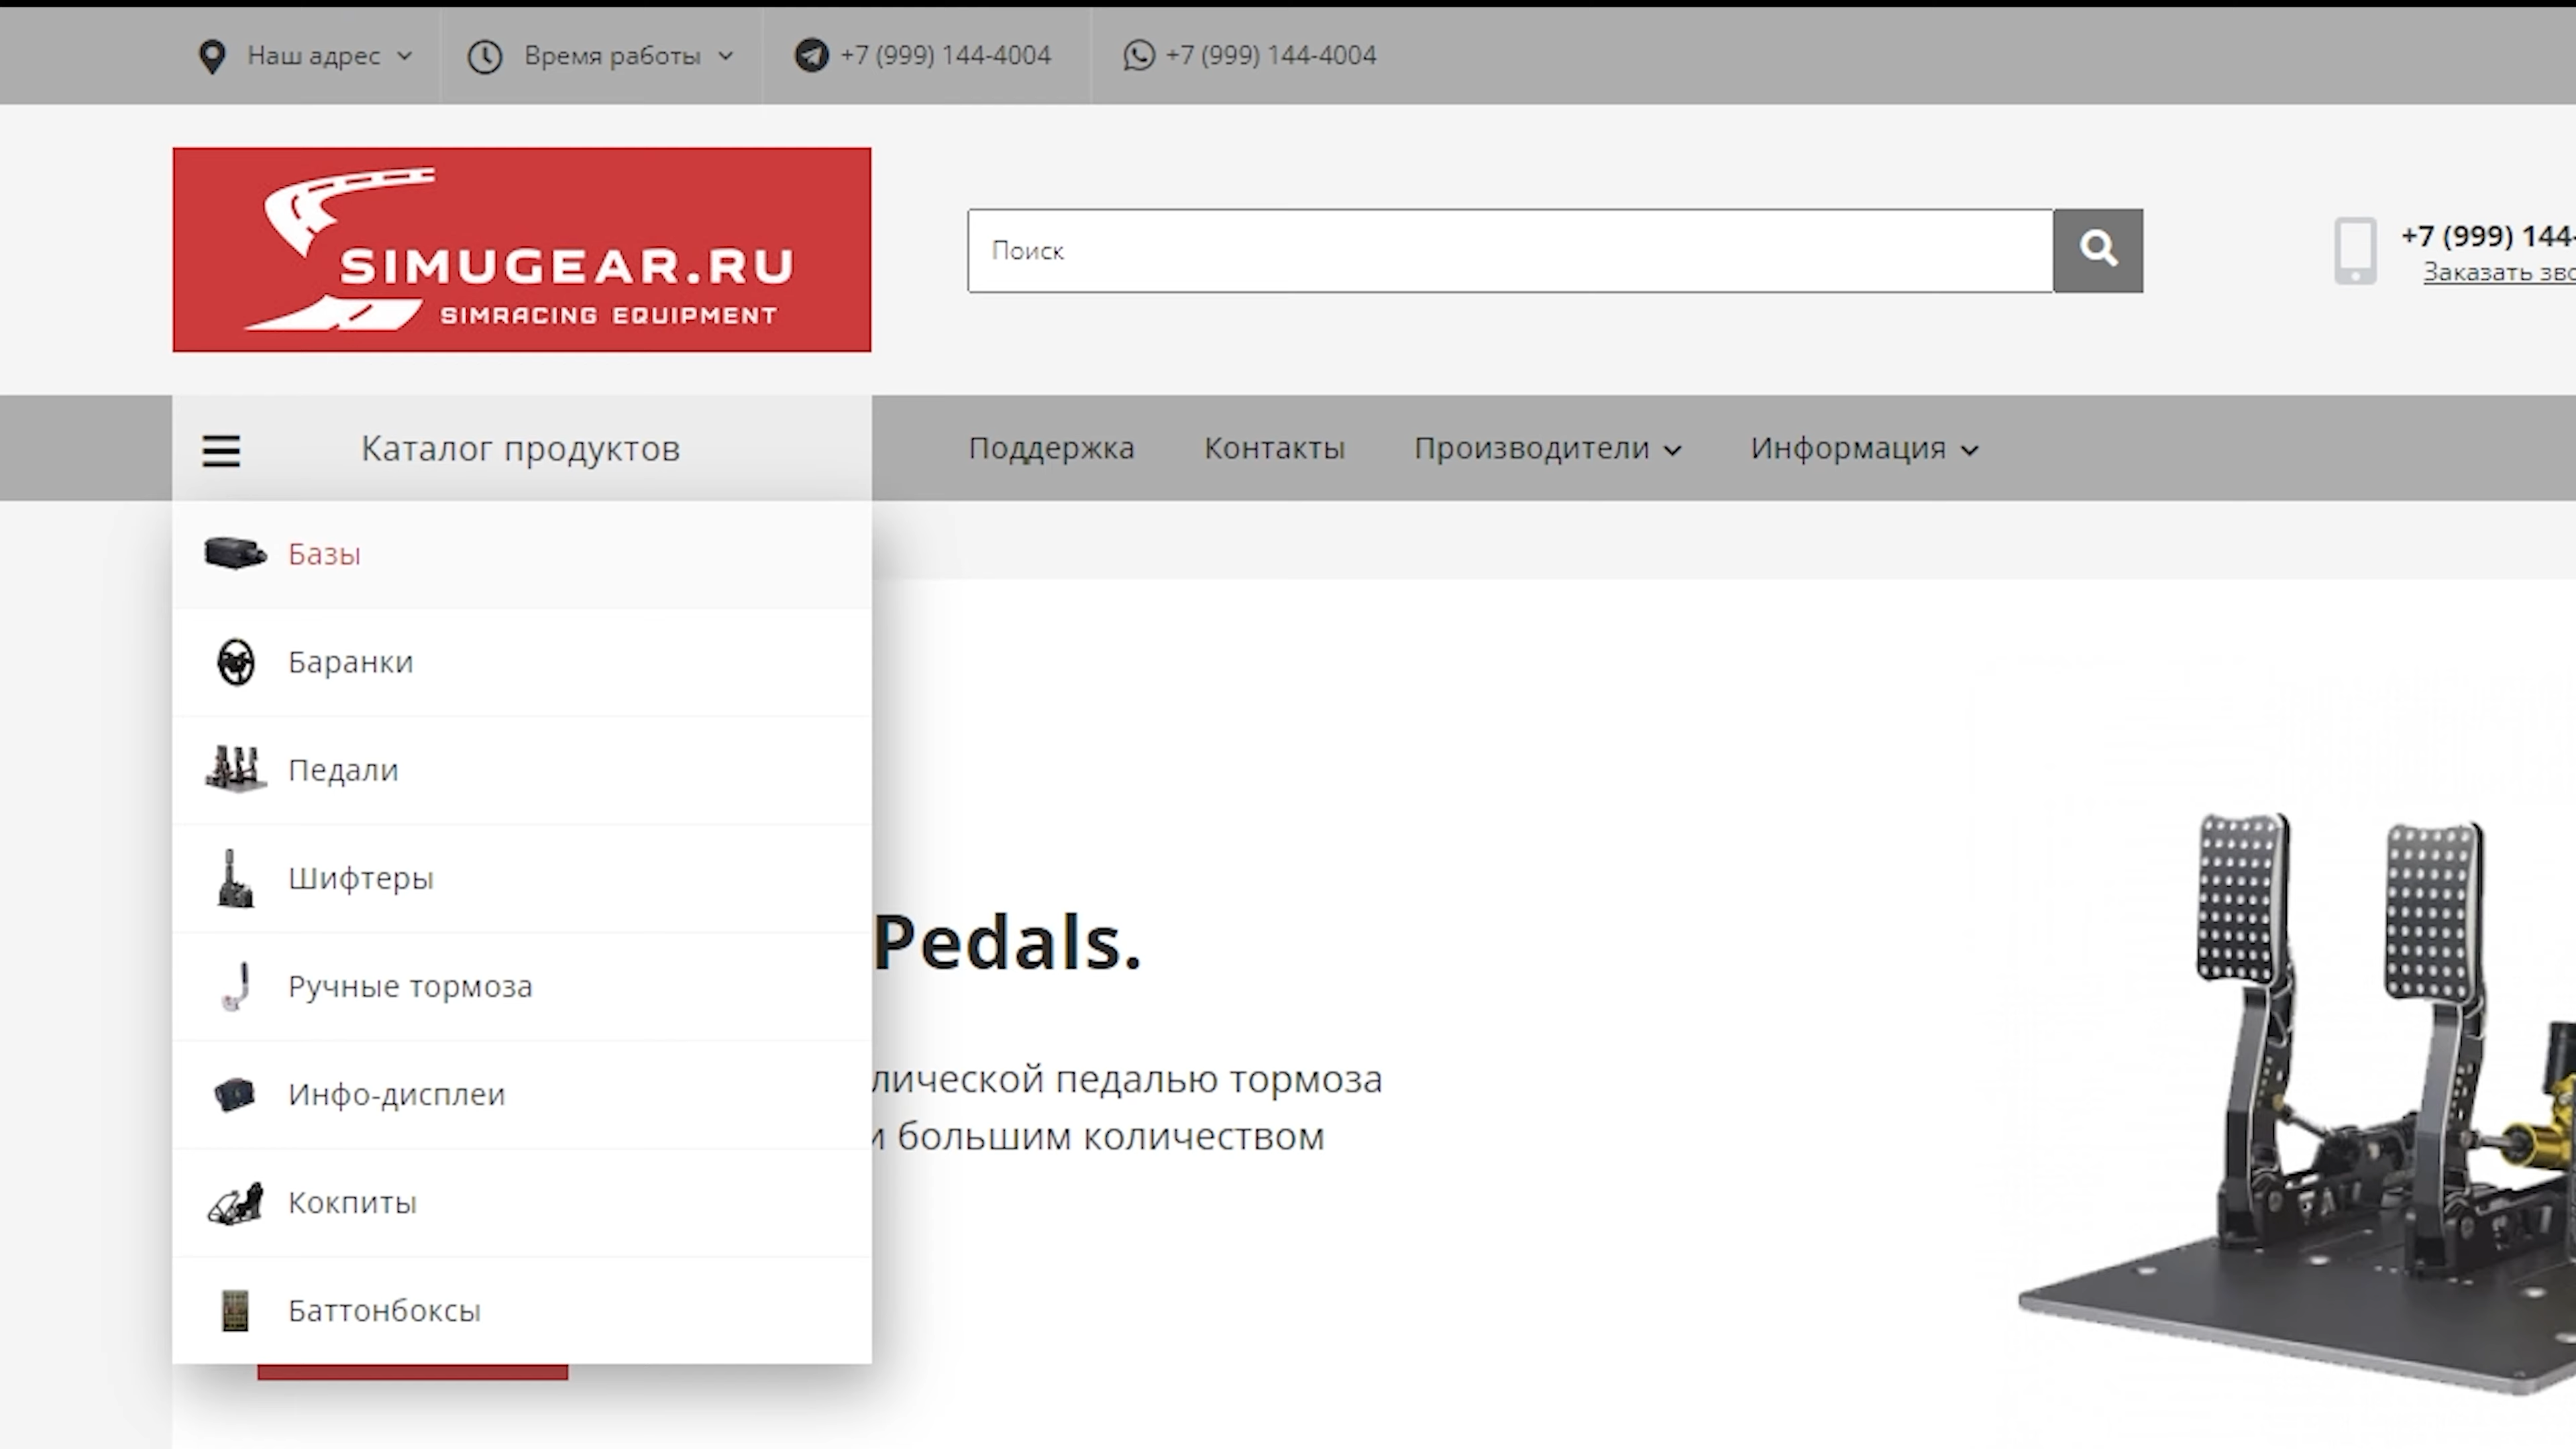 Наш адрес
Время работы
+7 (999) 144-4004
+7 (999) 144-4004
SIMUGEAR.RU
SIMRACING EQUIPMENT
Поиск
+7 (999) 144-
Заказать
Каталог продуктов
Поддержка
Контакты
Производители
Информация
Базы
Баранки
Педали
Шифтеры
Ручные тормоза
Инфо-дисплеи
Кокпиты
Баттонбоксы
Pedals.
лической педалью тормоза
и большим количеством